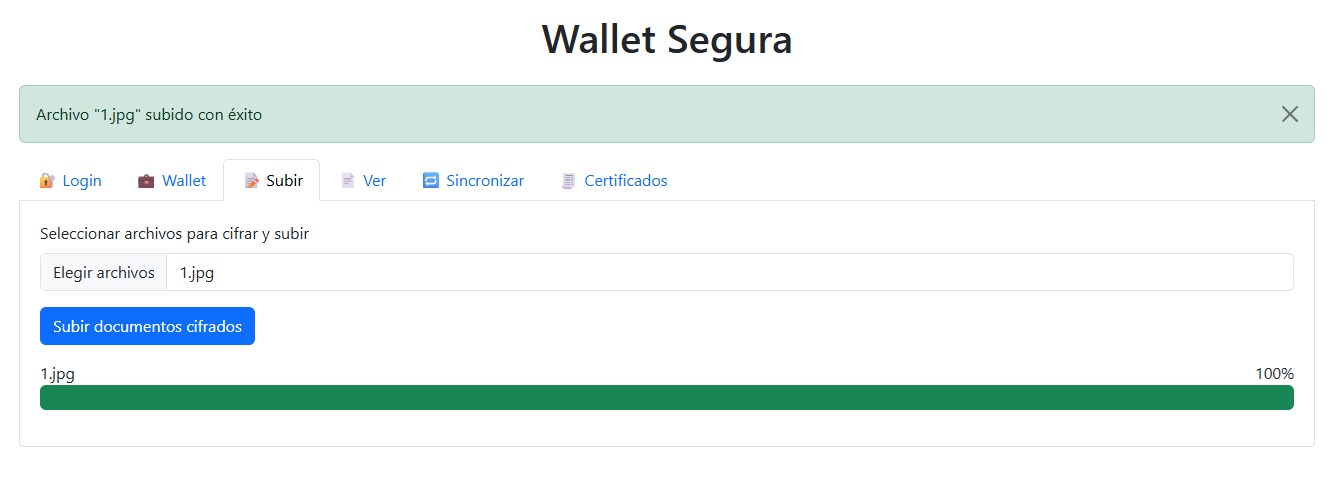 Wallet Segura
Archivo "1.jpg" subido con éxito
Login Wallet Subir Ver Sincronizar Certificados
Seleccionar archivos para cifrar y subir
Elegir archivos 1.jpg
Subir documentos cifrados
1.jpg 100%